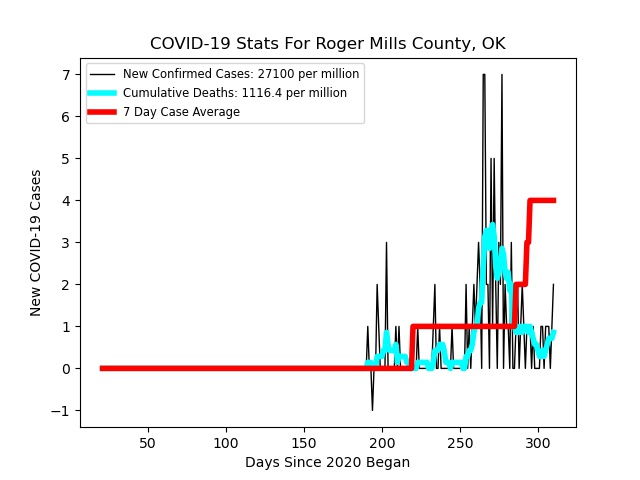 COVID-19 Stats For Roger Mills County, OK
New Confirmed Cases: 27100 per million
Cumulative Deaths: 1116.4 per million
7 Day Case Average
7
6
5
4
3
2
1
0
−1
New COVID-19 Cases
50 100 150 200 250 300
Days Since 2020 Began